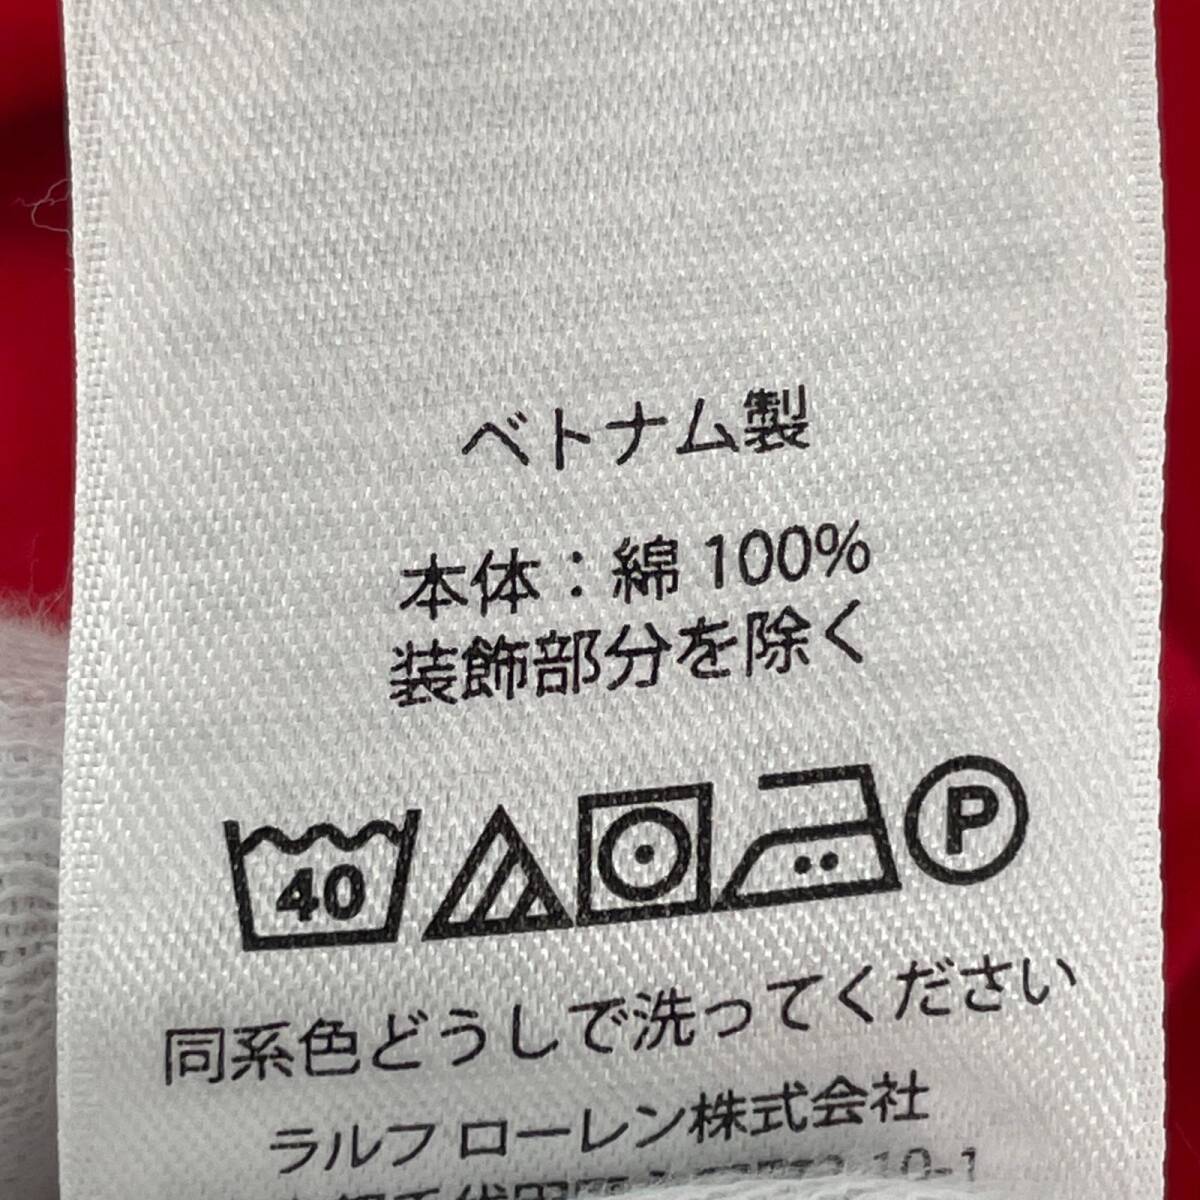 ベトナム製
本体：綿 100%
装飾部分を除く
40 P
同系色どうしで洗ってください
ラルフ ローレン株式会社
10-1